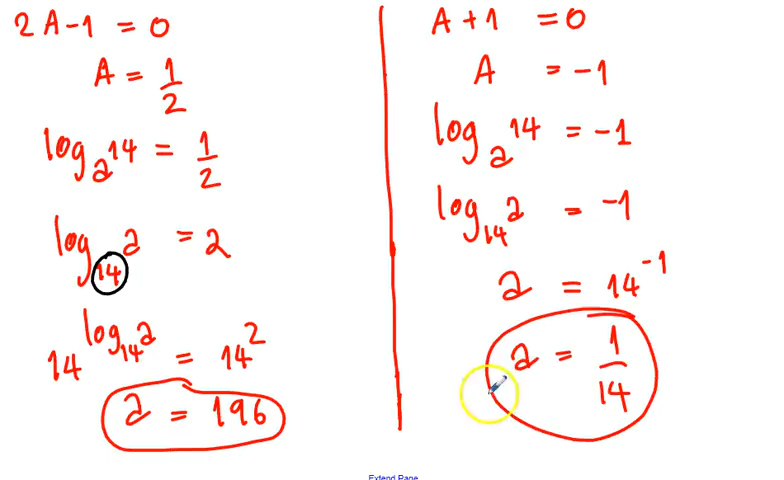 2A-1 = 0
A = 1/2
log_a 14 = 1/2
log_14 a = 2
14^(log_14 a) = 14^2
a = 196
A+1 = 0
A = -1
log_a 14 = -1
log_14 a = -1
a = 14^-1
a = 1/14
Extend Page